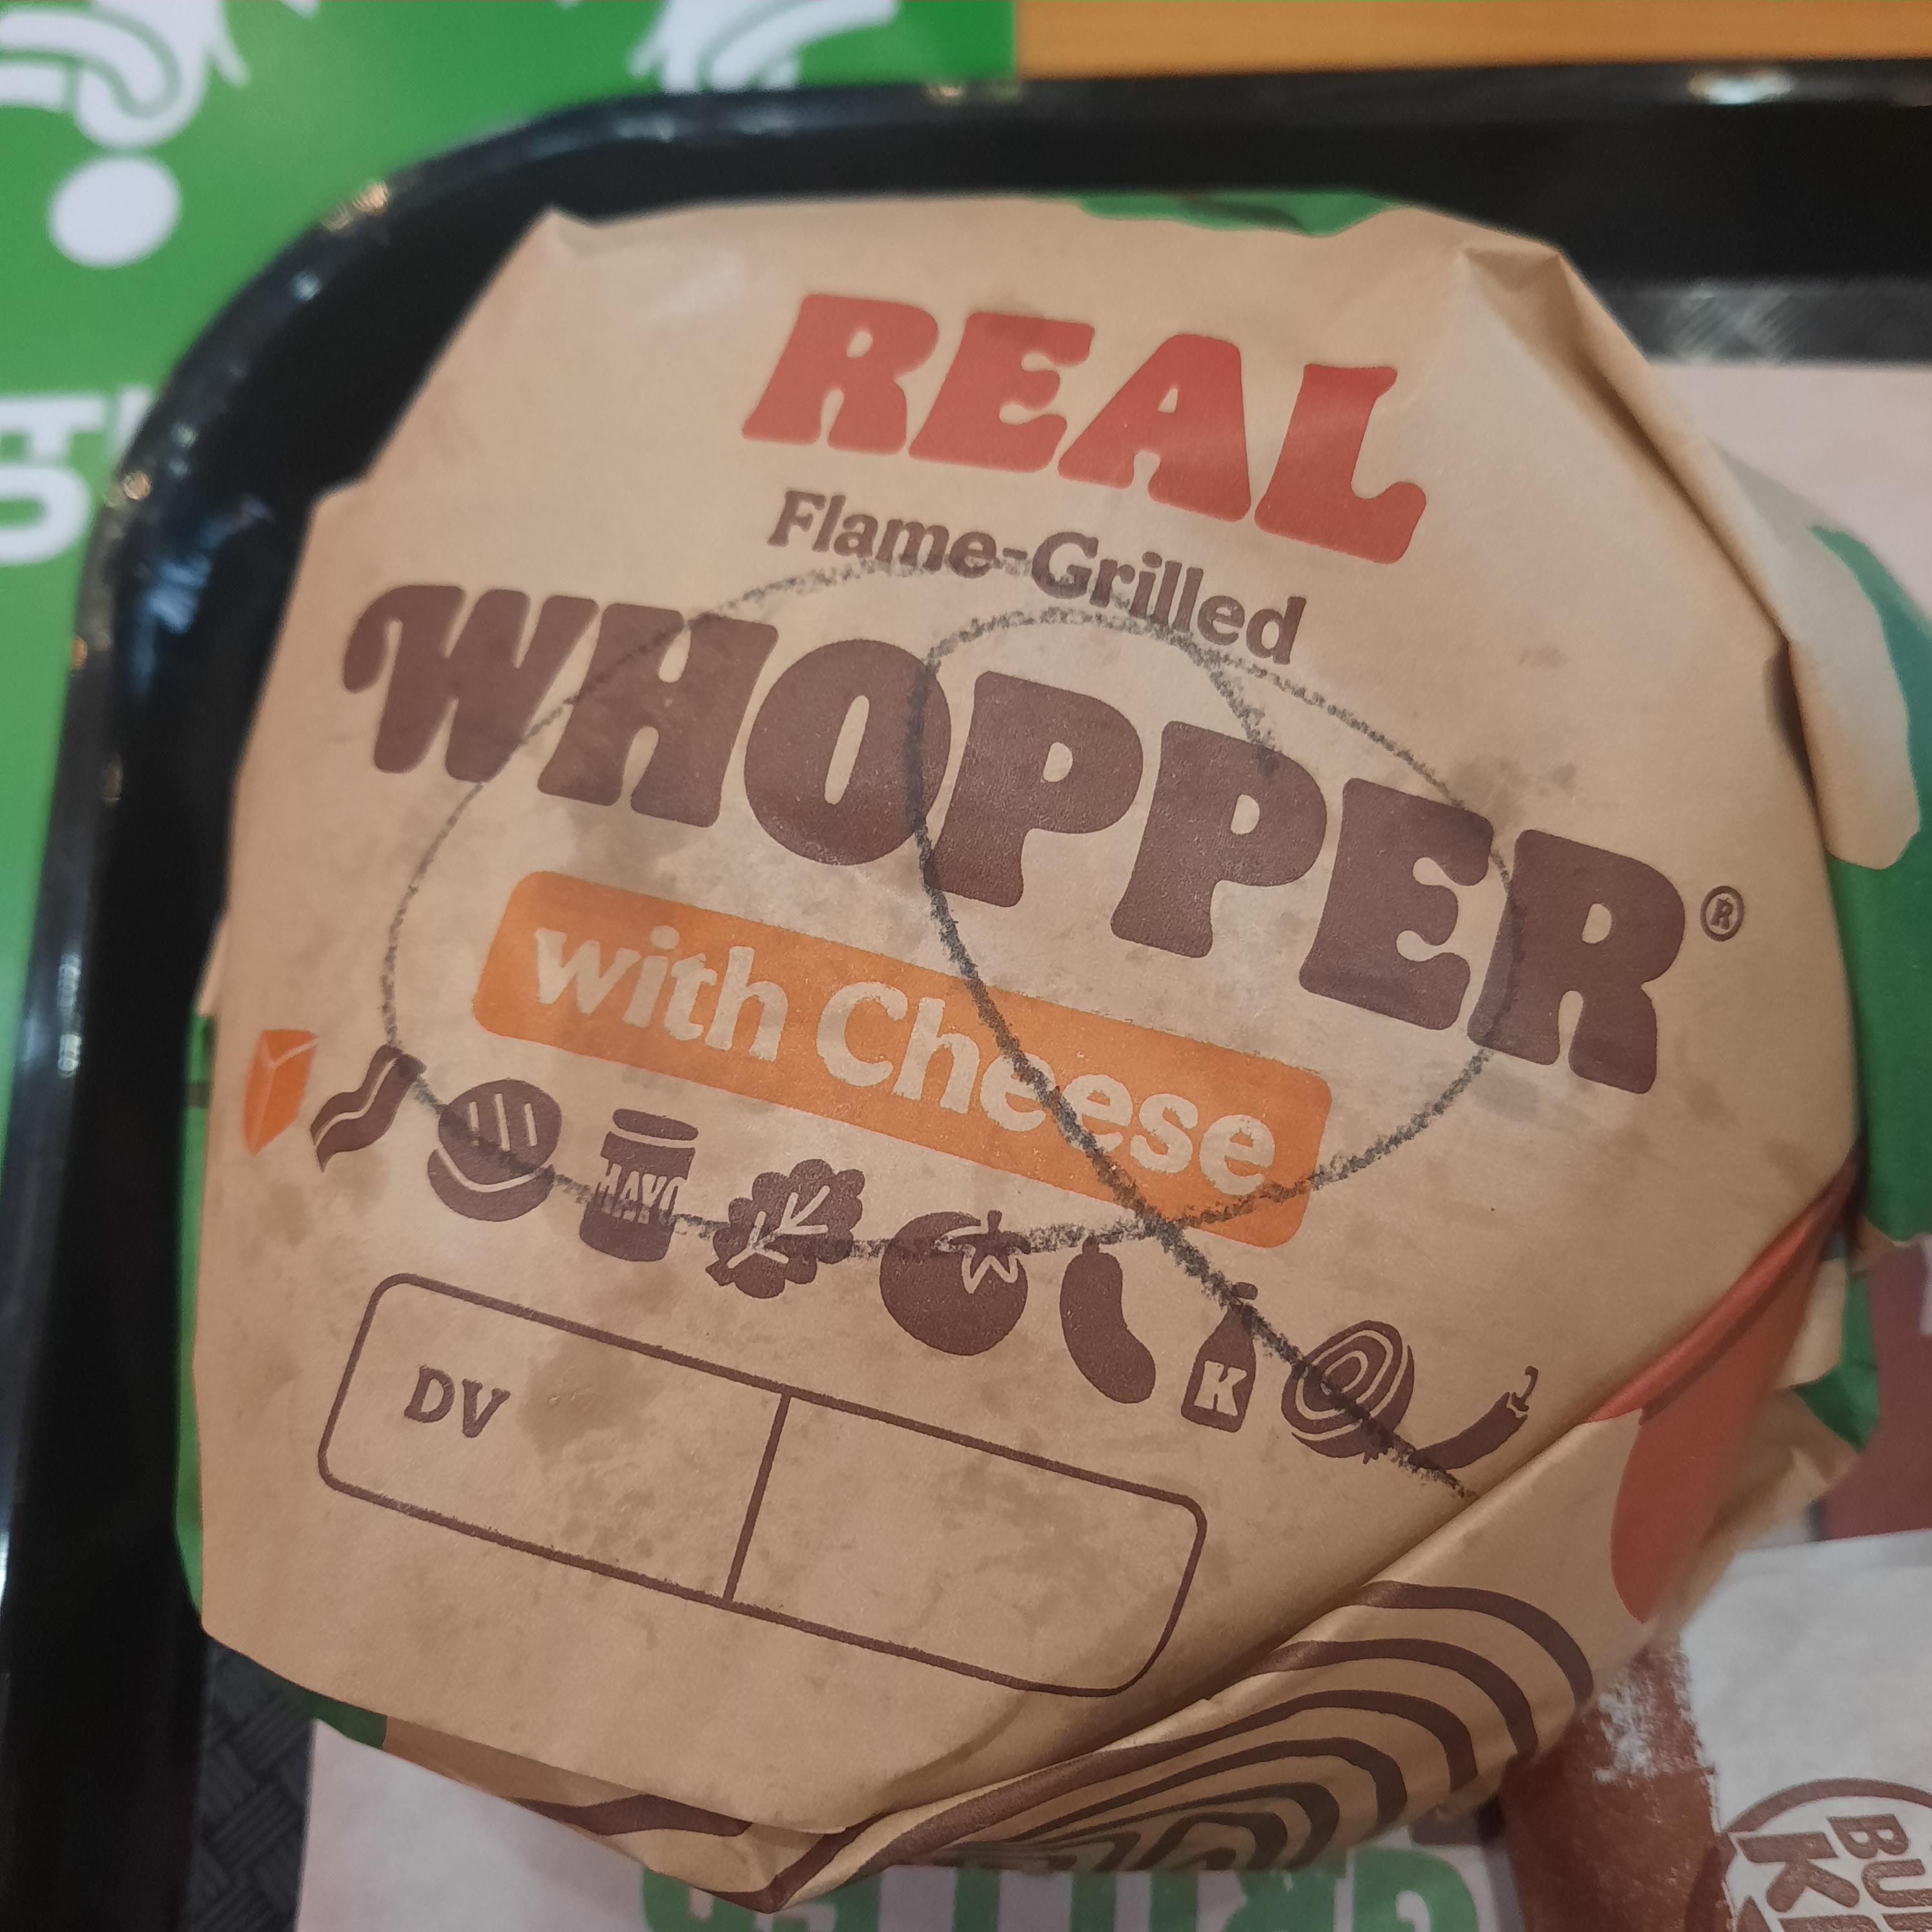 REAL
Flame-Grilled
WHOPPER®
with Cheese
MAYO
K
DV